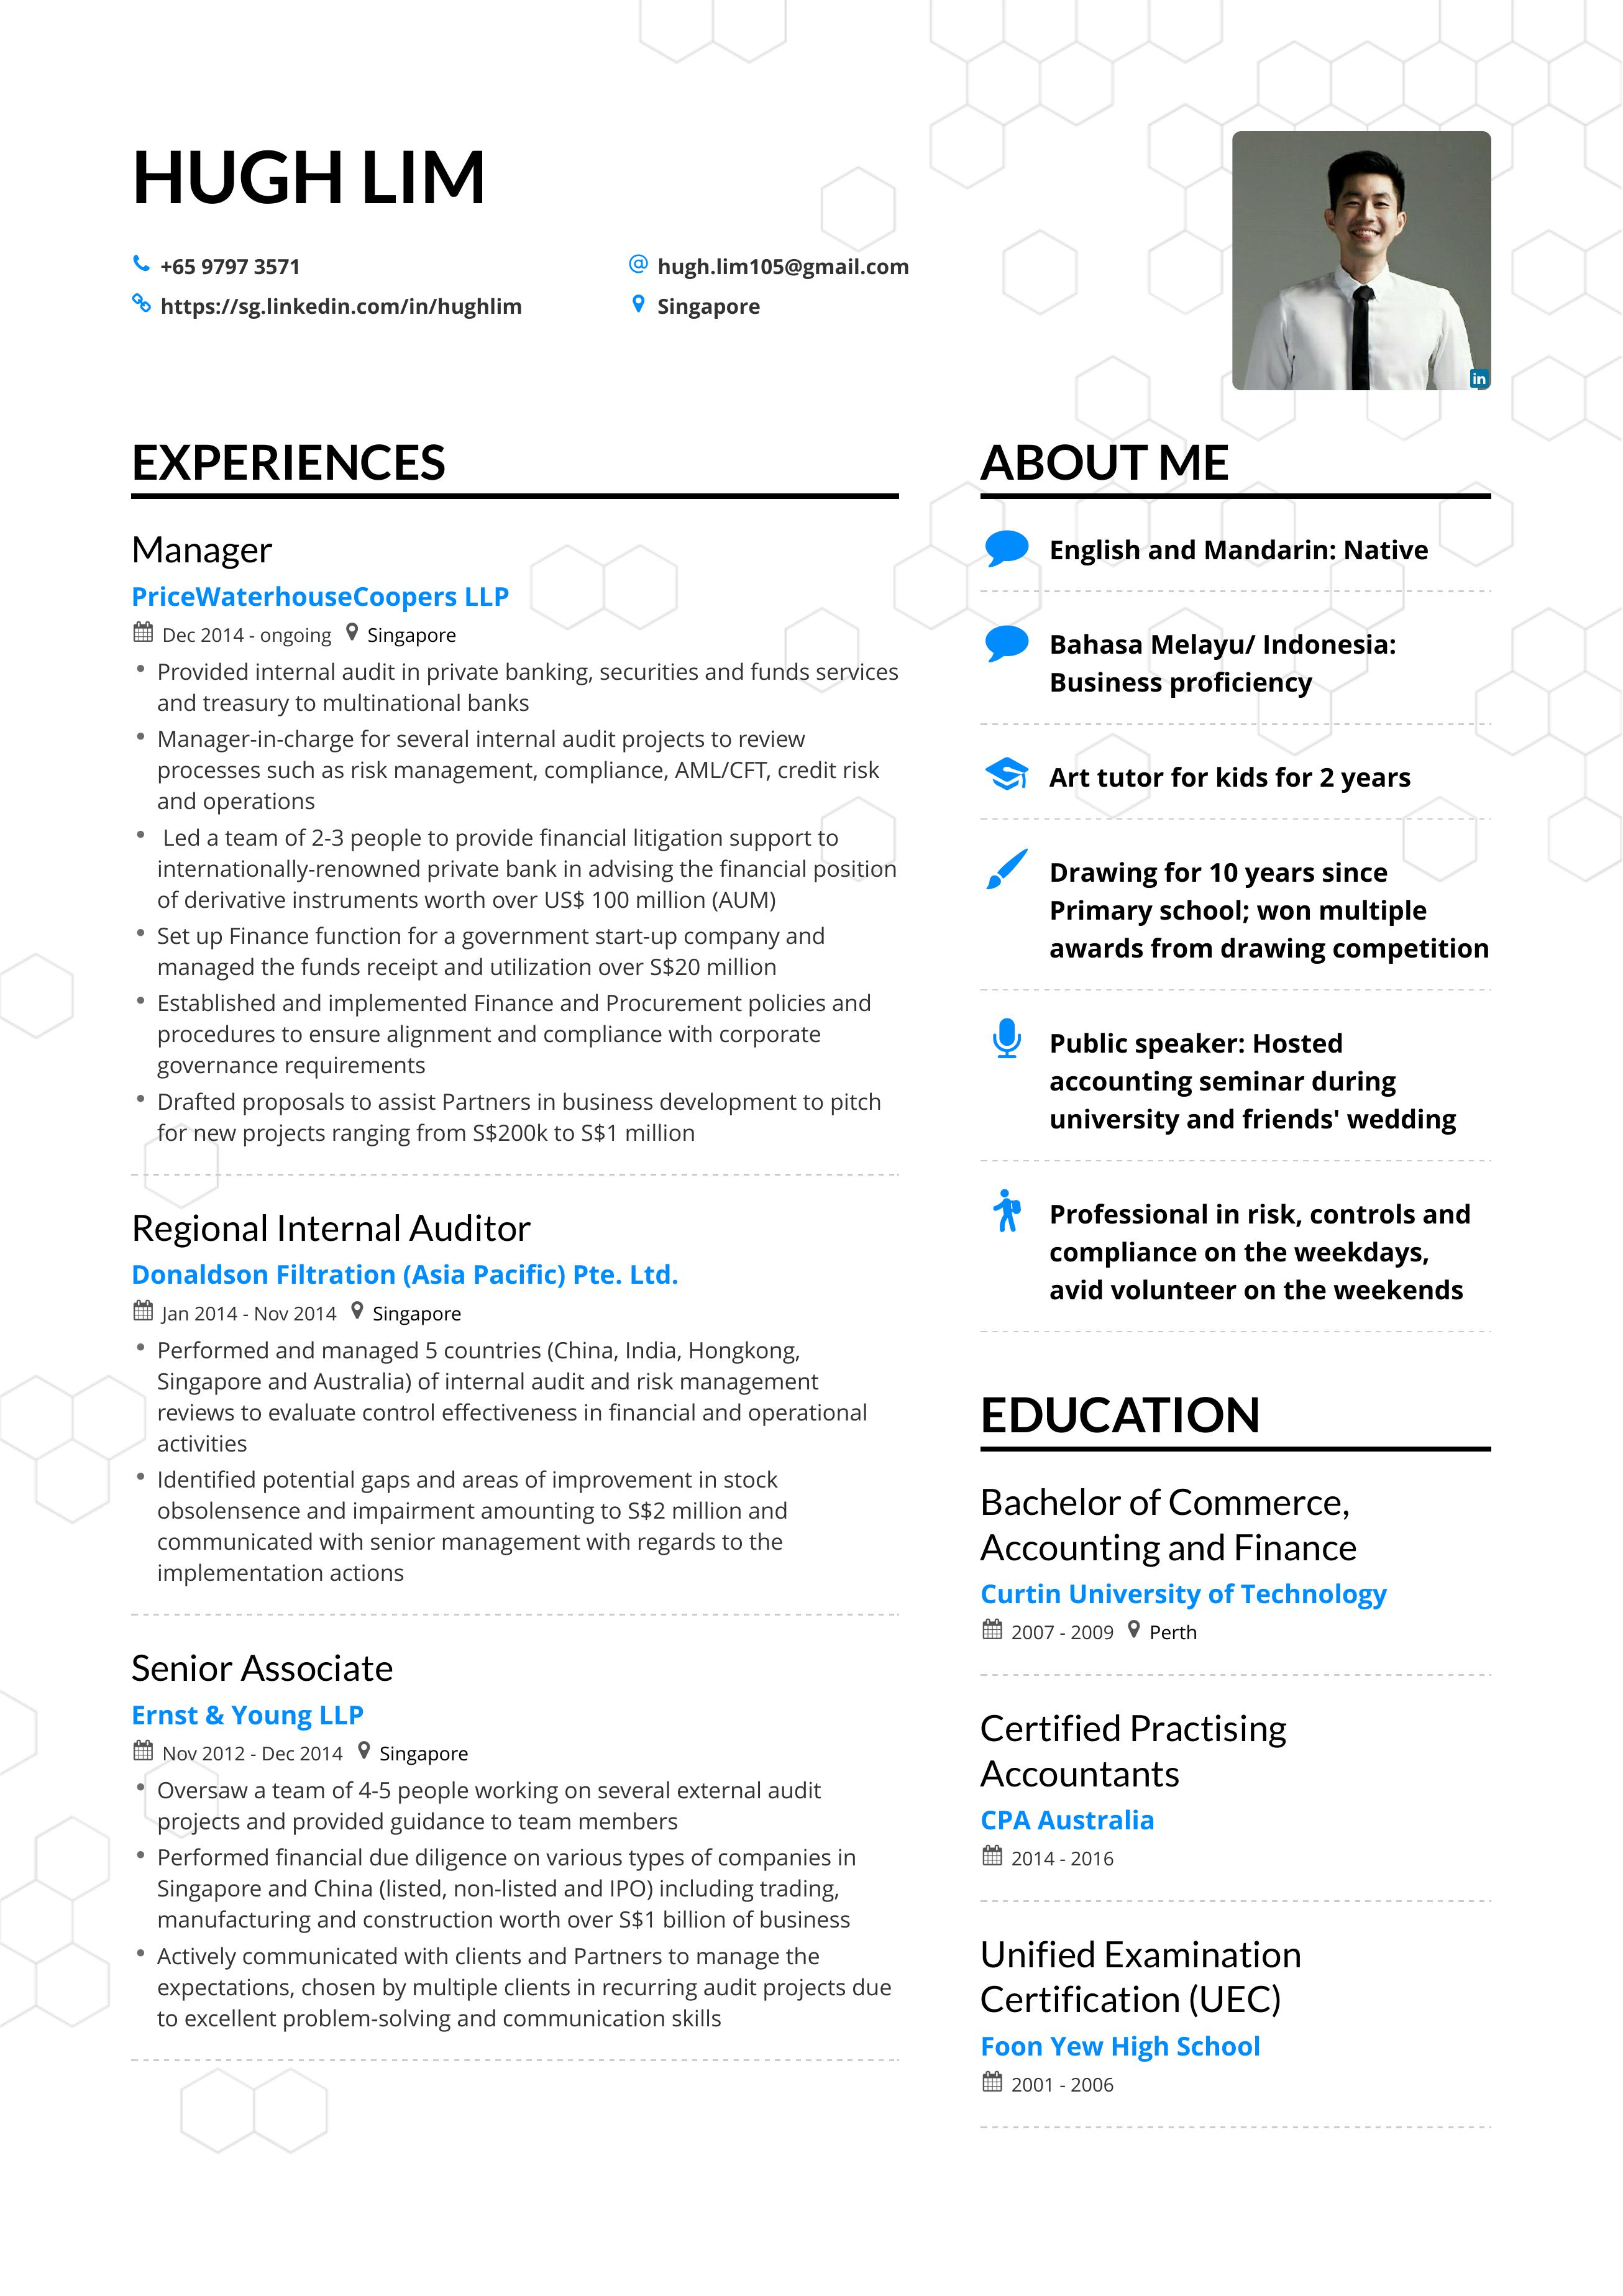 HUGH LIM
+65 9797 3571
hugh.lim105@gmail.com
https://sg.linkedin.com/in/hughlim
Singapore
in
EXPERIENCES
Manager
PriceWaterhouseCoopers LLP
Dec 2014 - ongoing Singapore
• Provided internal audit in private banking, securities and funds services
and treasury to multinational banks
• Manager-in-charge for several internal audit projects to review
processes such as risk management, compliance, AML/CFT, credit risk
and operations
• Led a team of 2-3 people to provide financial litigation support to
internationally-renowned private bank in advising the financial position
of derivative instruments worth over US$ 100 million (AUM)
• Set up Finance function for a government start-up company and
managed the funds receipt and utilization over S$20 million
• Established and implemented Finance and Procurement policies and
procedures to ensure alignment and compliance with corporate
governance requirements
• Drafted proposals to assist Partners in business development to pitch
for new projects ranging from S$200k to S$1 million
Regional Internal Auditor
Donaldson Filtration (Asia Pacific) Pte. Ltd.
Jan 2014 - Nov 2014 Singapore
• Performed and managed 5 countries (China, India, Hongkong,
Singapore and Australia) of internal audit and risk management
reviews to evaluate control effectiveness in financial and operational
activities
• Identified potential gaps and areas of improvement in stock
obsolensence and impairment amounting to S$2 million and
communicated with senior management with regards to the
implementation actions
Senior Associate
Ernst & Young LLP
Nov 2012 - Dec 2014 Singapore
• Oversaw a team of 4-5 people working on several external audit
projects and provided guidance to team members
• Performed financial due diligence on various types of companies in
Singapore and China (listed, non-listed and IPO) including trading,
manufacturing and construction worth over S$1 billion of business
• Actively communicated with clients and Partners to manage the
expectations, chosen by multiple clients in recurring audit projects due
to excellent problem-solving and communication skills
ABOUT ME
English and Mandarin: Native
Bahasa Melayu/ Indonesia:
Business proficiency
Art tutor for kids for 2 years
Drawing for 10 years since
Primary school; won multiple
awards from drawing competition
Public speaker: Hosted
accounting seminar during
university and friends' wedding
Professional in risk, controls and
compliance on the weekdays,
avid volunteer on the weekends
EDUCATION
Bachelor of Commerce,
Accounting and Finance
Curtin University of Technology
2007 - 2009 Perth
Certified Practising
Accountants
CPA Australia
2014 - 2016
Unified Examination
Certification (UEC)
Foon Yew High School
2001 - 2006